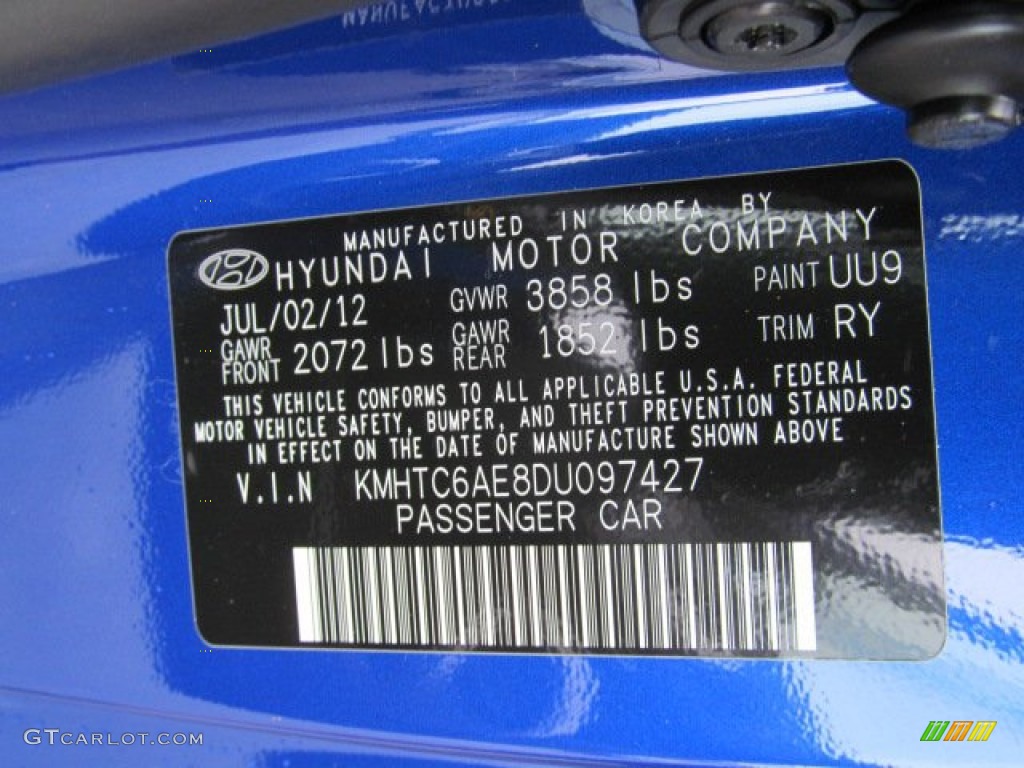 MANUFACTURED IN KOREA BY
HYUNDAI MOTOR COMPANY
JUL/02/12 GVWR 3858 lbs PAINT UU9
GAWR FRONT 2072 lbs GAWR REAR 1852 lbs TRIM RY
THIS VEHICLE CONFORMS TO ALL APPLICABLE U.S.A. FEDERAL
MOTOR VEHICLE SAFETY, BUMPER, AND THEFT PREVENTION STANDARDS
IN EFFECT ON THE DATE OF MANUFACTURE SHOWN ABOVE
V.I.N KMHTC6AE8DU097427
PASSENGER CAR
GTCARLOT.COM